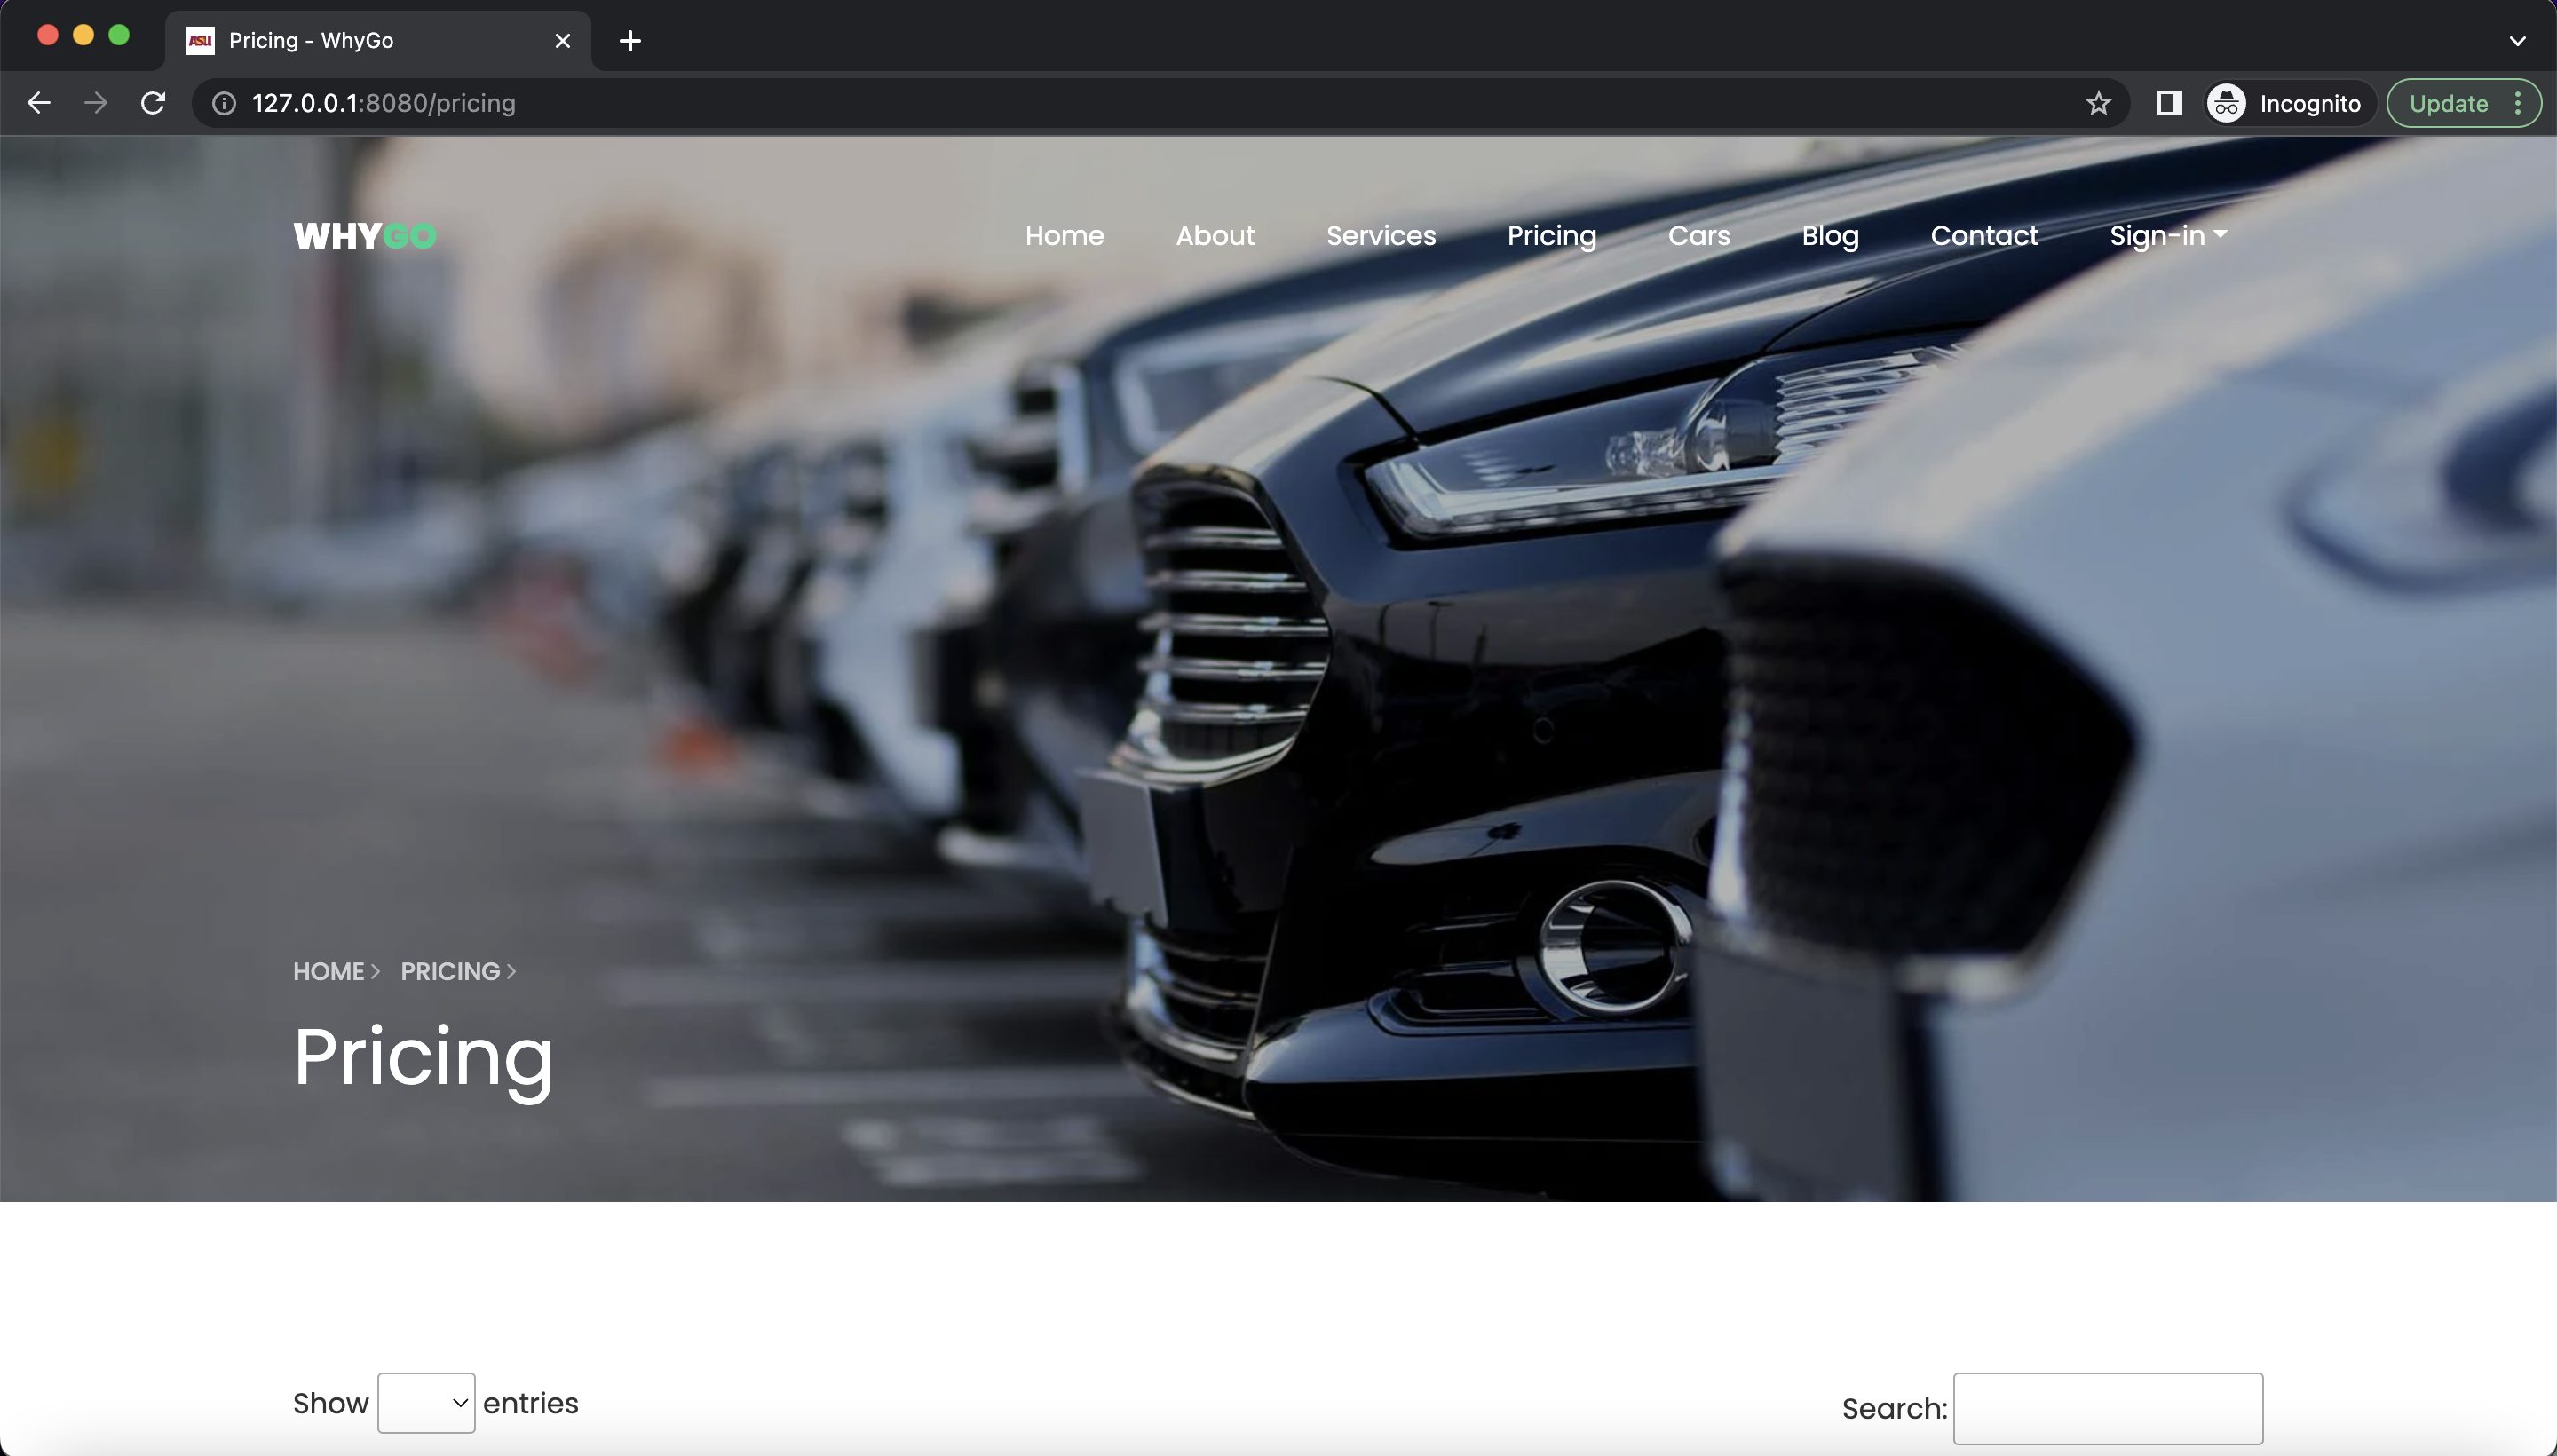 ASU Pricing - WhyGo
127.0.0.1:8080/pricing
Incognito
Update
WHYGO
Home
About
Services
Pricing
Cars
Blog
Contact
Sign-in
HOME PRICING
Pricing
Show entries
Search: